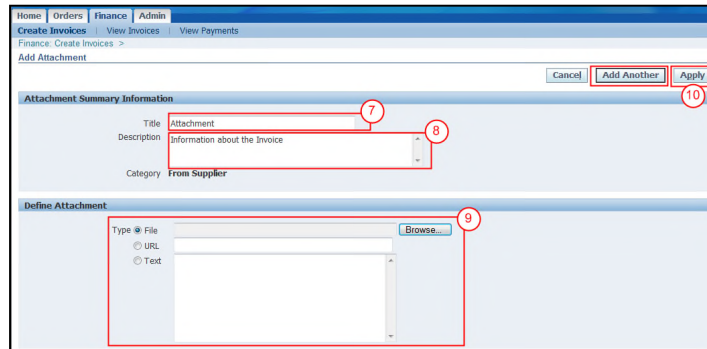 Home Orders Finance Admin
Create Invoices | View Invoices | View Payments
Finance: Create Invoices >
Add Attachment
Cancel Add Another Apply
10
Attachment Summary Information
7
Title Attachment
8
Description Information about the Invoice
Category From Supplier
Define Attachment
9
Type File Browse...
URL
Text